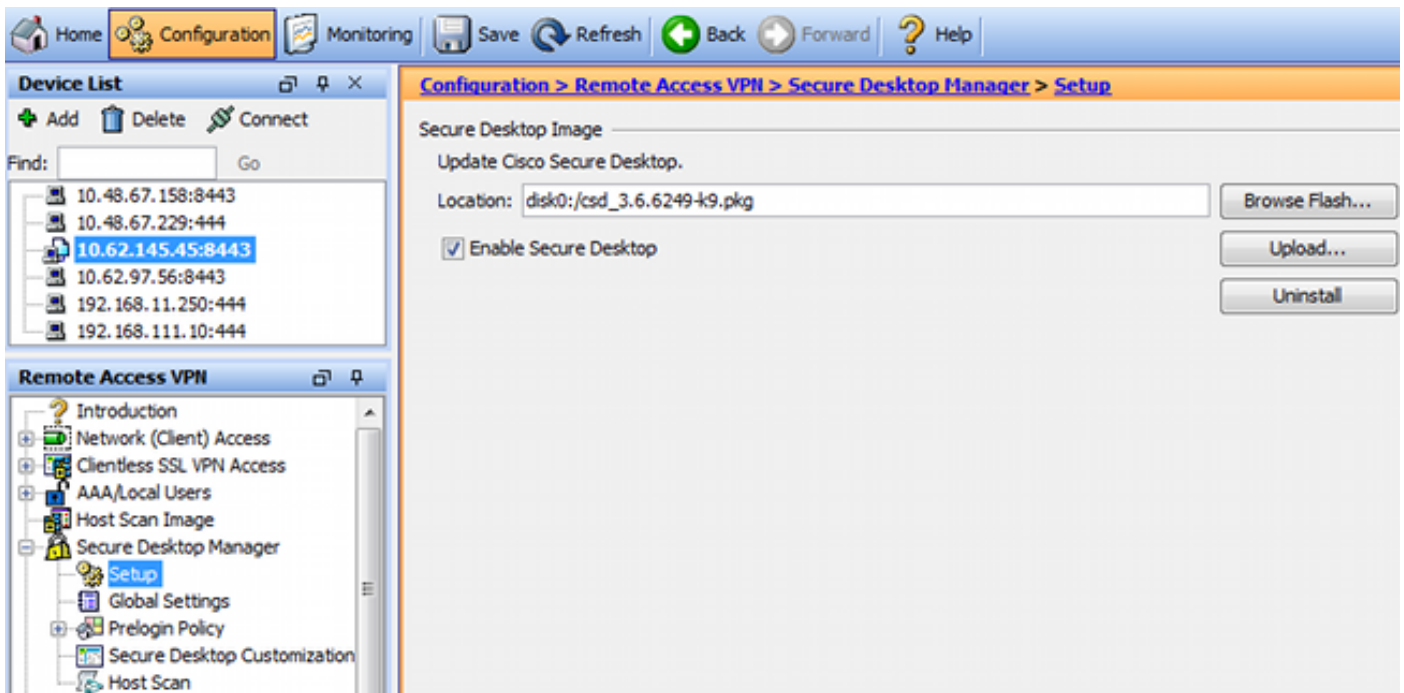 Home Configuration Monitoring Save Refresh Back Forward Help
Device List
Add Delete Connect
Find: Go
10.48.67.158:8443
10.48.67.229:444
10.62.145.45:8443
10.62.97.56:8443
192.168.11.250:444
192.168.111.10:444
Remote Access VPN
Introduction
Network (Client) Access
Clientless SSL VPN Access
AAA/Local Users
Host Scan Image
Secure Desktop Manager
Setup
Global Settings
Prelogin Policy
Secure Desktop Customization
Host Scan
Configuration > Remote Access VPN > Secure Desktop Manager > Setup
Secure Desktop Image
Update Cisco Secure Desktop.
Location: disk0:/csd_3.6.6249-k9.pkg Browse Flash...
Enable Secure Desktop Upload...
Uninstall